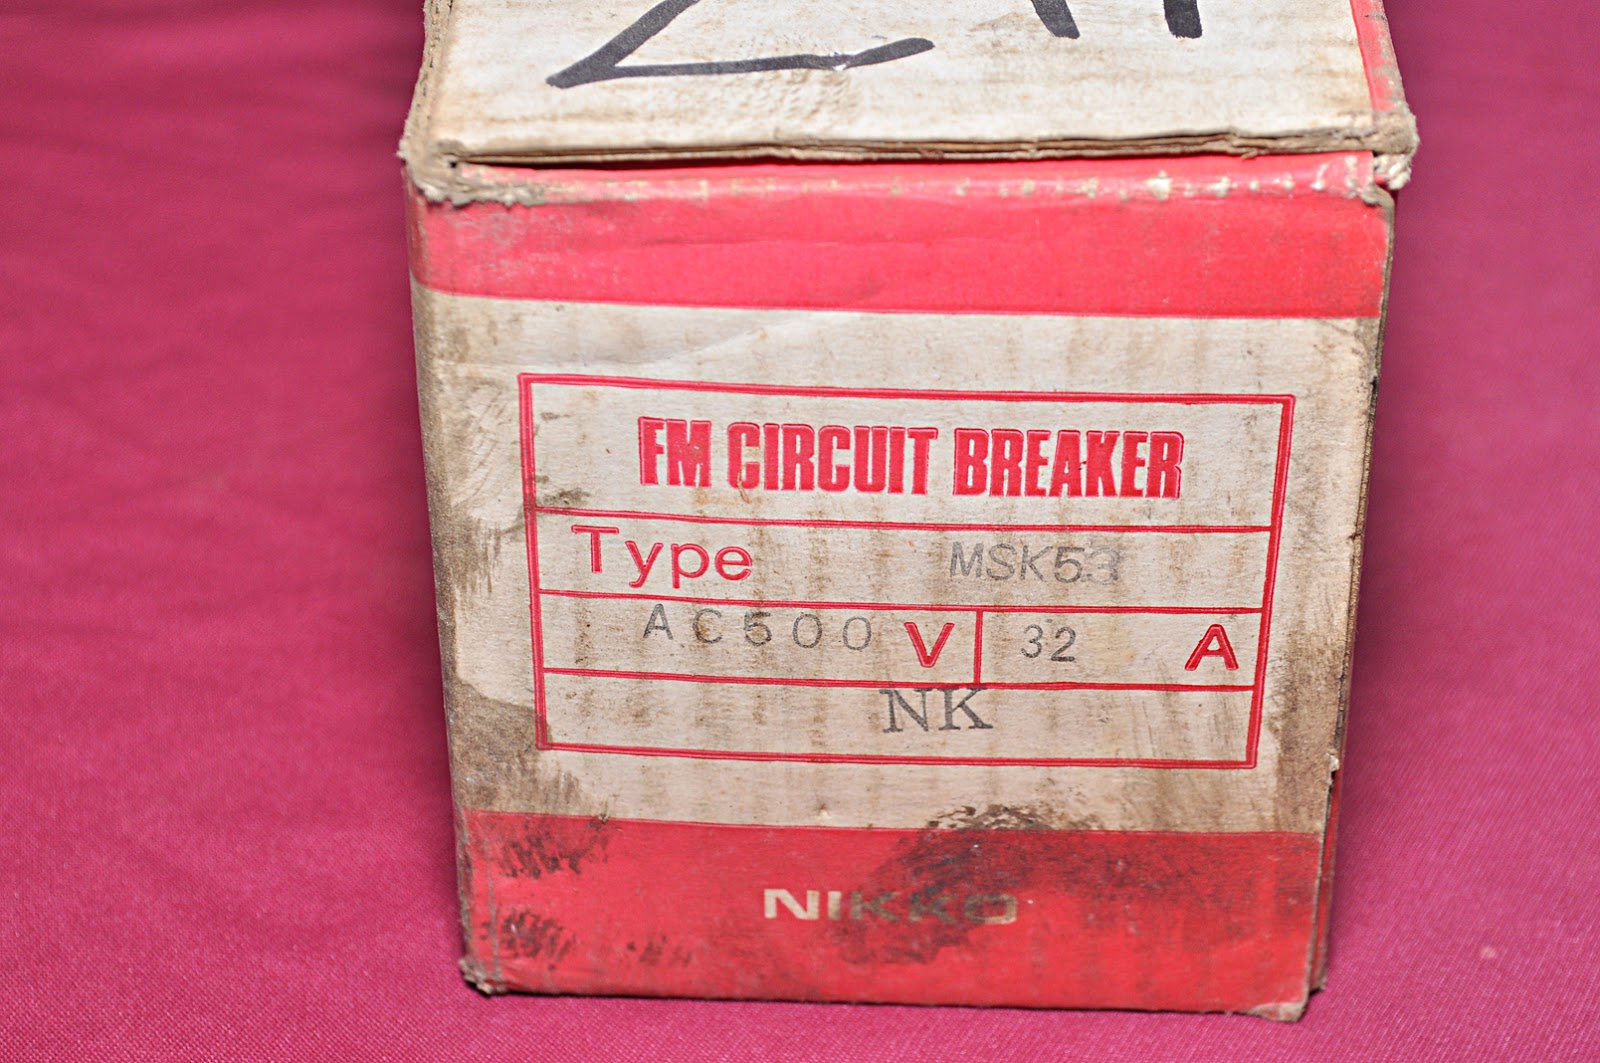 FM CIRCUIT BREAKER
Type MSK53
AC500 V 32 A
NK
NIKKO